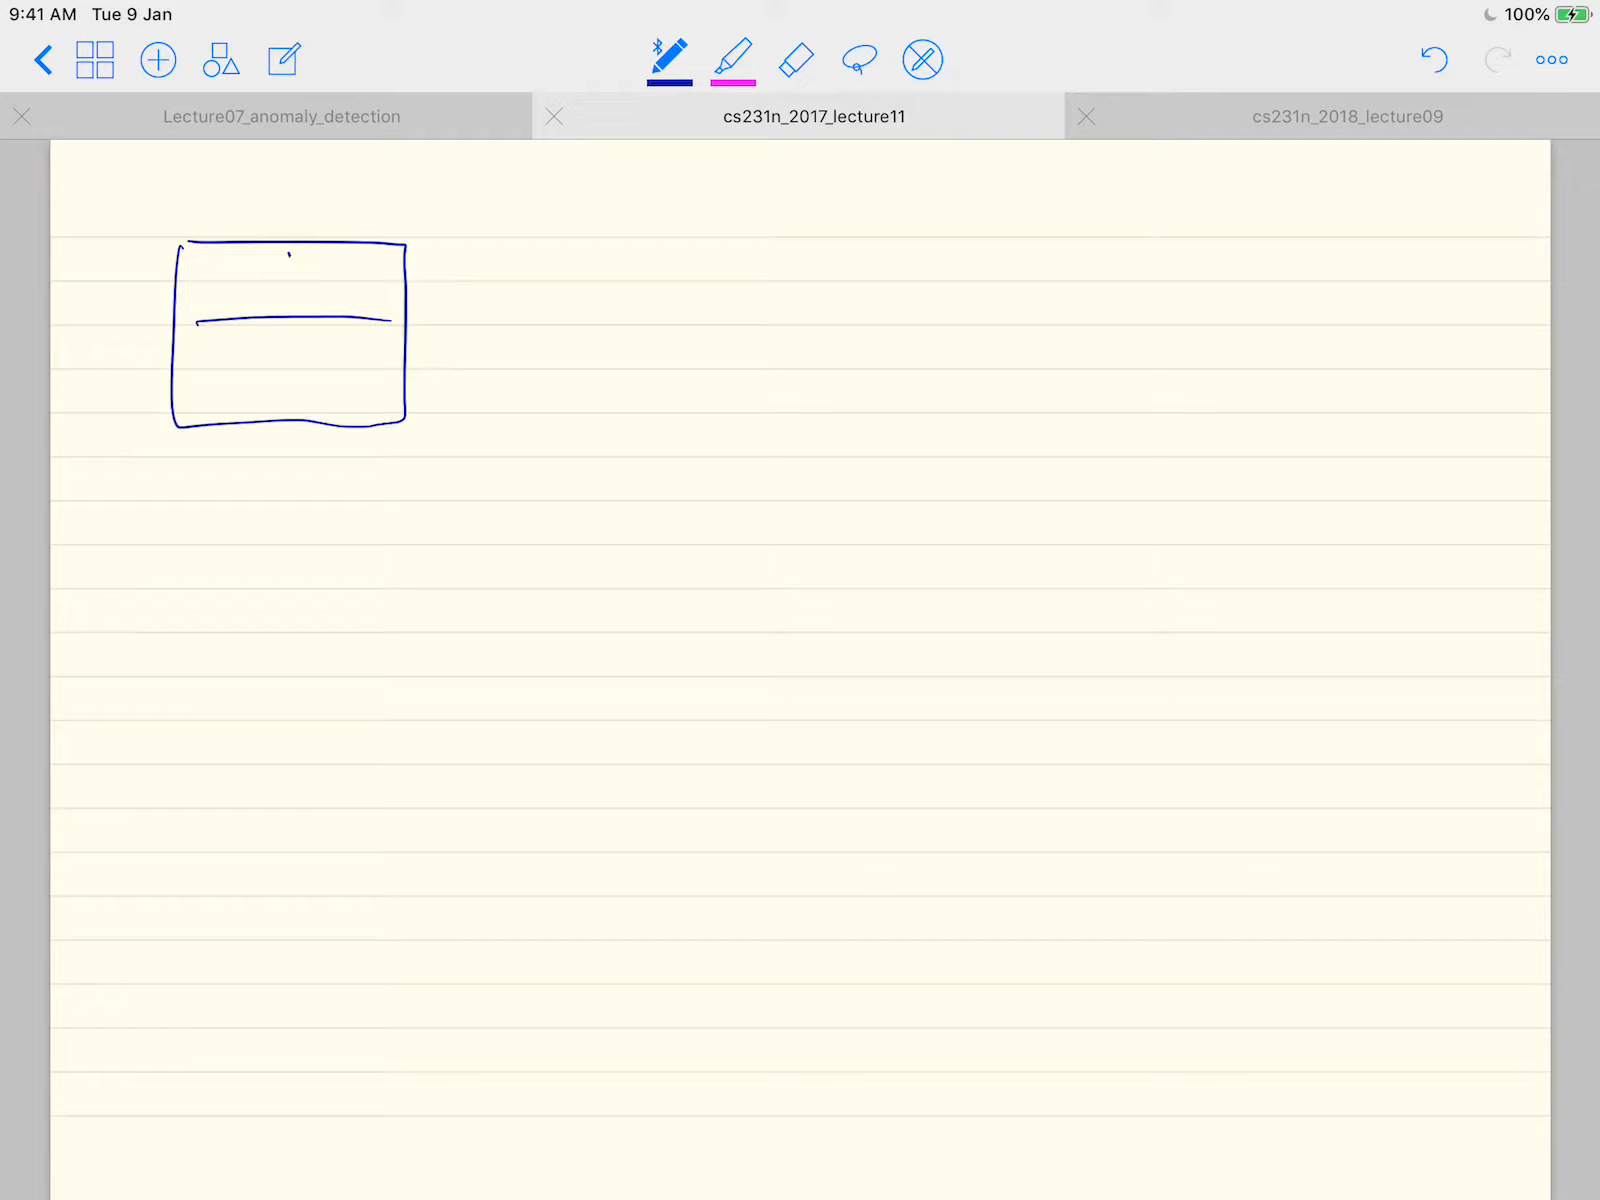 9:41 AM Tue 9 Jan
100%
Lecture07_anomaly_detection
cs231n_2017_lecture11
cs231n_2018_lecture09